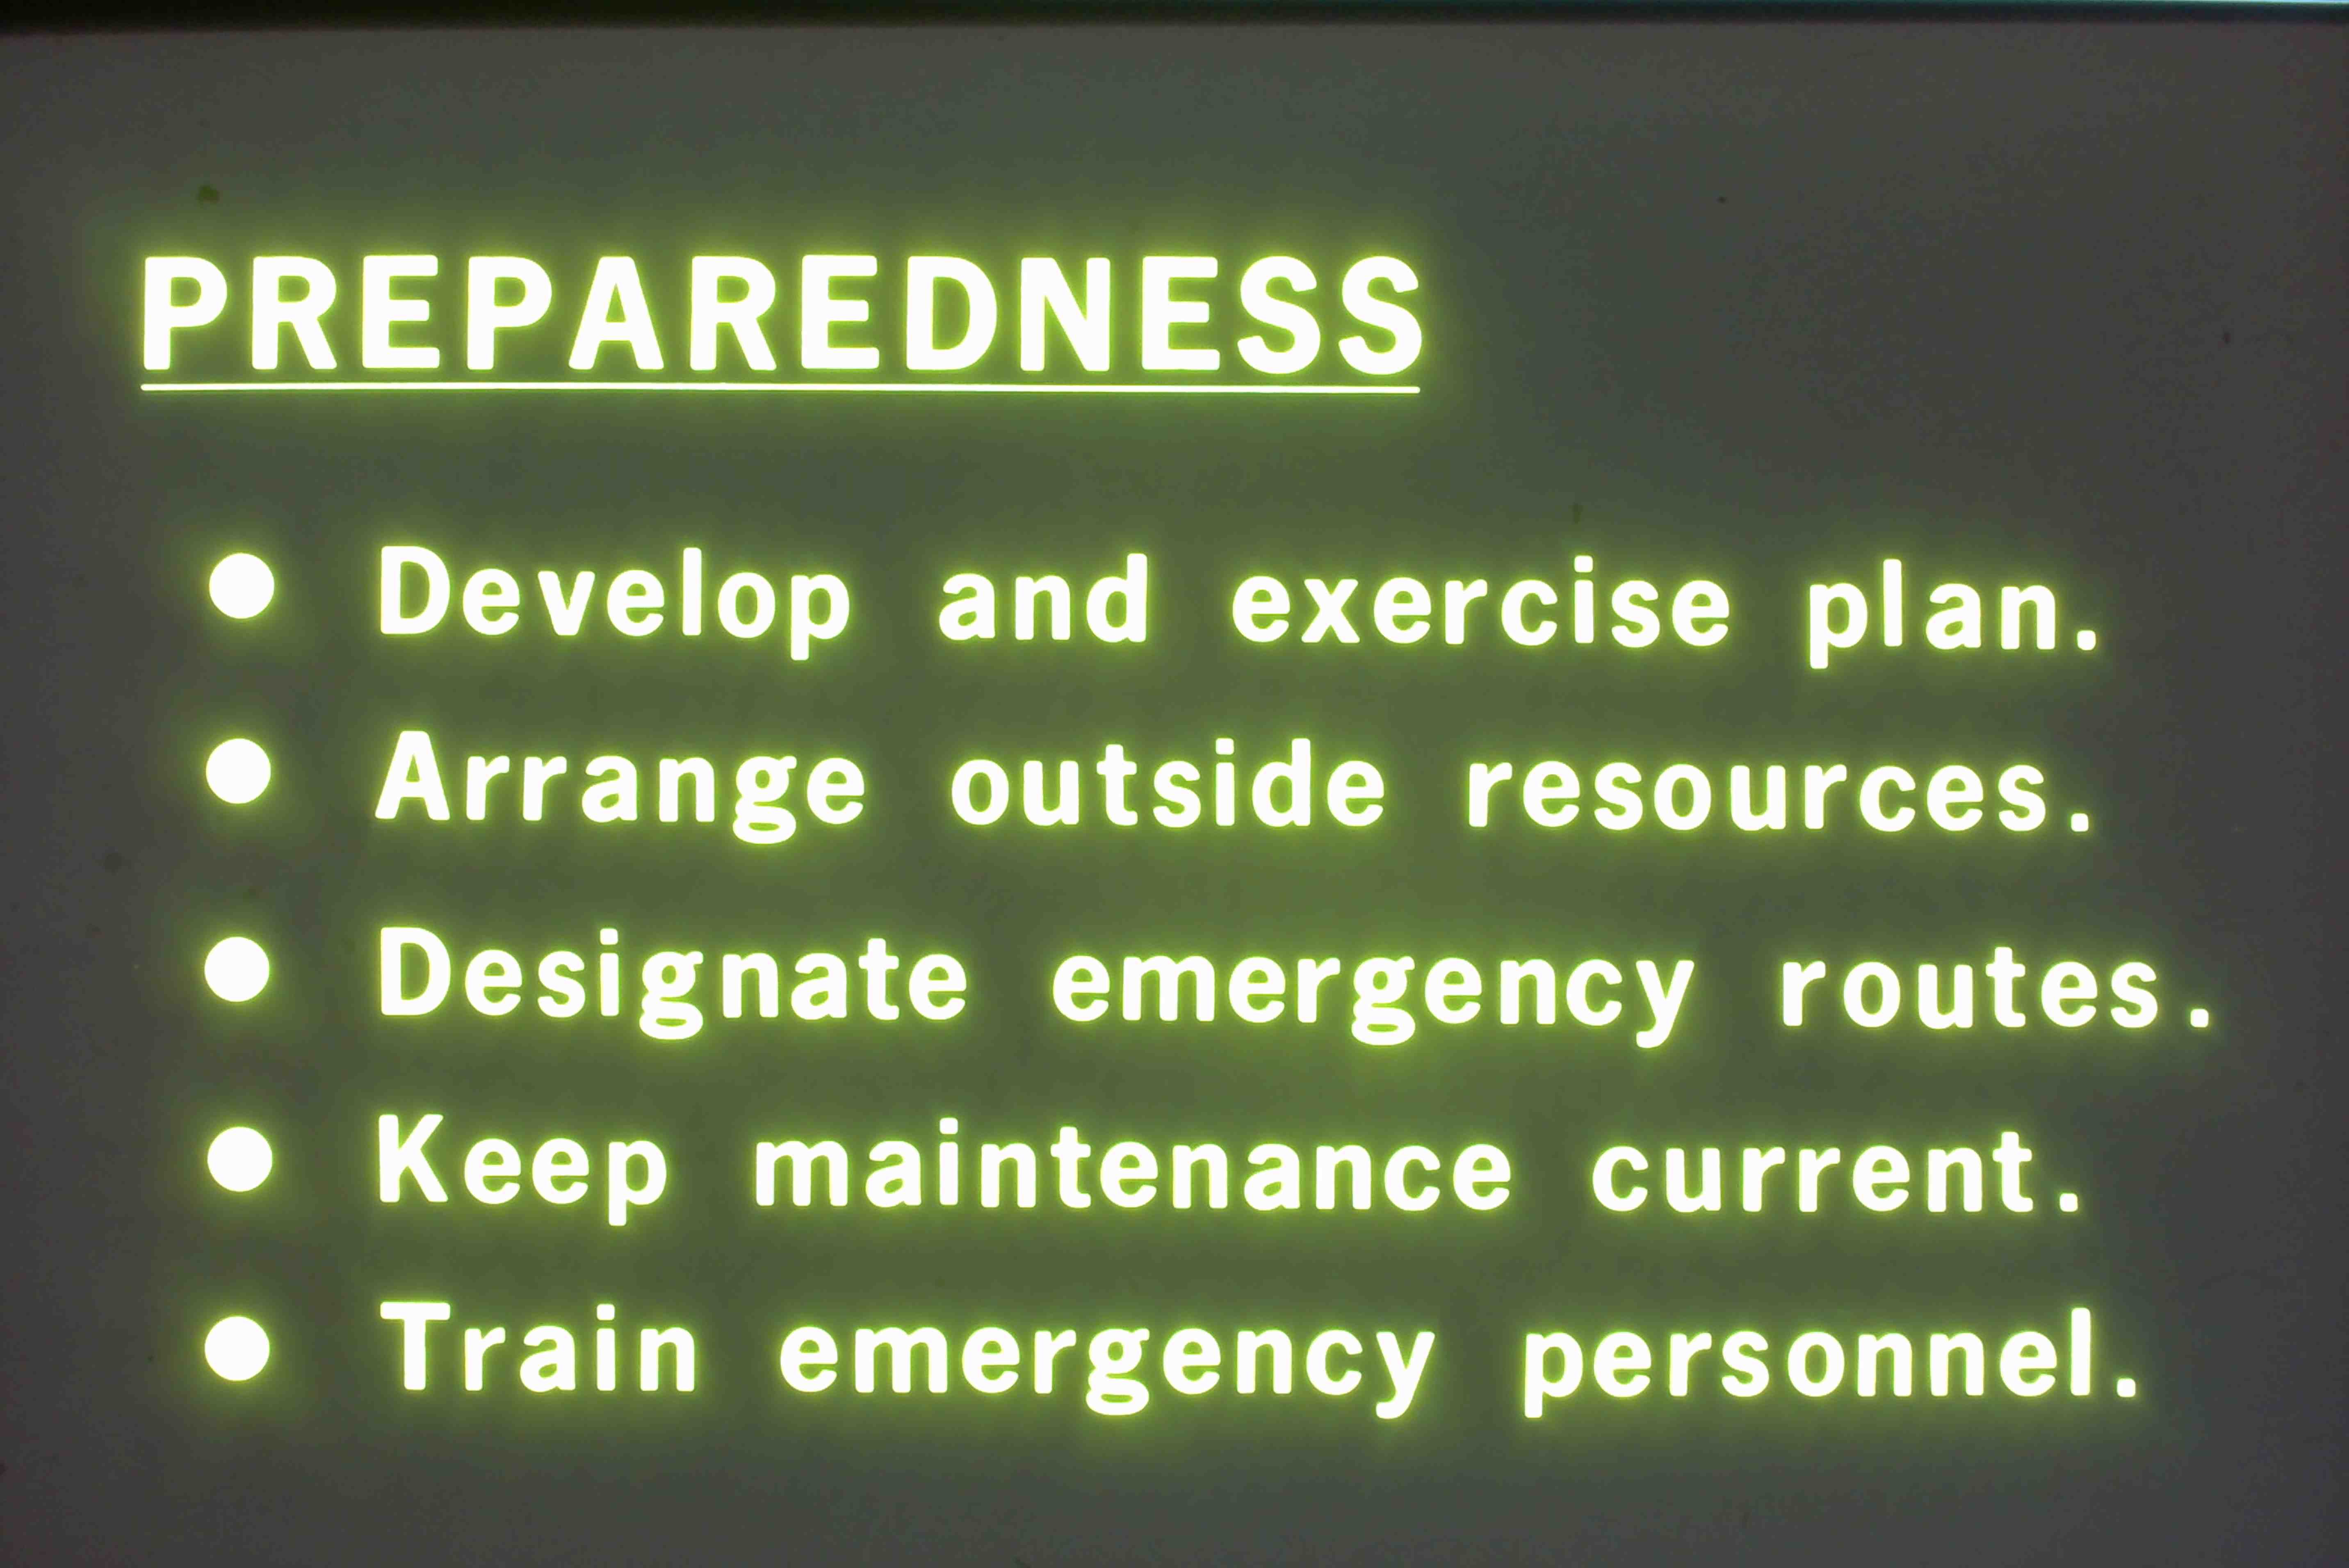 PREPAREDNESS
● Develop and exercise plan.
● Arrange outside resources.
● Designate emergency routes.
● Keep maintenance current.
● Train emergency personnel.